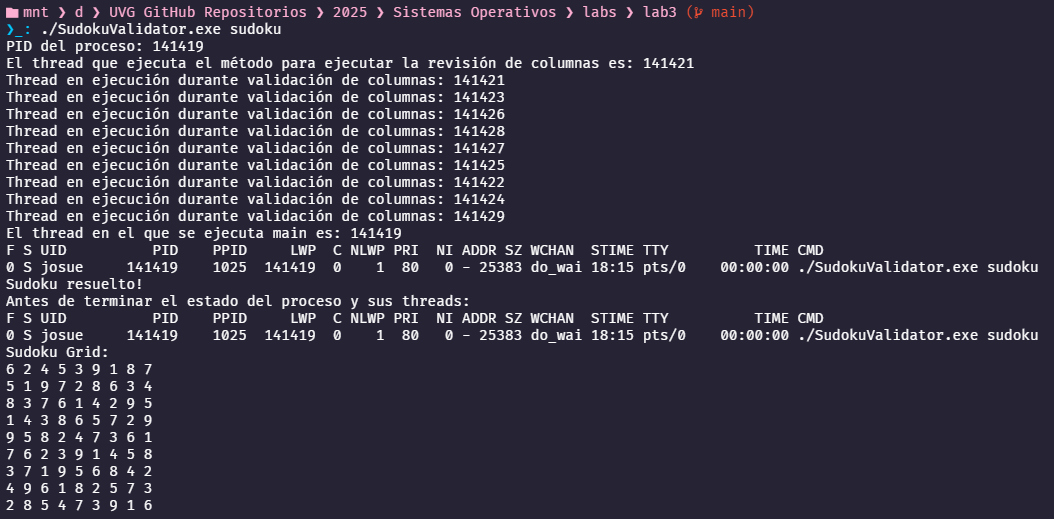 mnt ❯ d ❯ UVG GitHub Repositorios ❯ 2025 ❯ Sistemas Operativos ❯ labs ❯ lab3 ( main)
❯_: ./SudokuValidator.exe sudoku
PID del proceso: 141419
El thread que ejecuta el método para ejecutar la revisión de columnas es: 141421
Thread en ejecución durante validación de columnas: 141421
Thread en ejecución durante validación de columnas: 141423
Thread en ejecución durante validación de columnas: 141426
Thread en ejecución durante validación de columnas: 141428
Thread en ejecución durante validación de columnas: 141427
Thread en ejecución durante validación de columnas: 141425
Thread en ejecución durante validación de columnas: 141422
Thread en ejecución durante validación de columnas: 141424
Thread en ejecución durante validación de columnas: 141429
El thread en el que se ejecuta main es: 141419
F S UID          PID    PPID     LWP  C NLWP PRI  NI ADDR SZ WCHAN  STIME TTY          TIME CMD
0 S josue     141419    1025  141419  0    1  80   0 - 25383 do_wai 18:15 pts/0    00:00:00 ./SudokuValidator.exe sudoku
Sudoku resuelto!
Antes de terminar el estado del proceso y sus threads:
F S UID          PID    PPID     LWP  C NLWP PRI  NI ADDR SZ WCHAN  STIME TTY          TIME CMD
0 S josue     141419    1025  141419  0    1  80   0 - 25383 do_wai 18:15 pts/0    00:00:00 ./SudokuValidator.exe sudoku
Sudoku Grid:
6 2 4 5 3 9 1 8 7
5 1 9 7 2 8 6 3 4
8 3 7 6 1 4 2 9 5
1 4 3 8 6 5 7 2 9
9 5 8 2 4 7 3 6 1
7 6 2 3 9 1 4 5 8
3 7 1 9 5 6 8 4 2
4 9 6 1 8 2 5 7 3
2 8 5 4 7 3 9 1 6